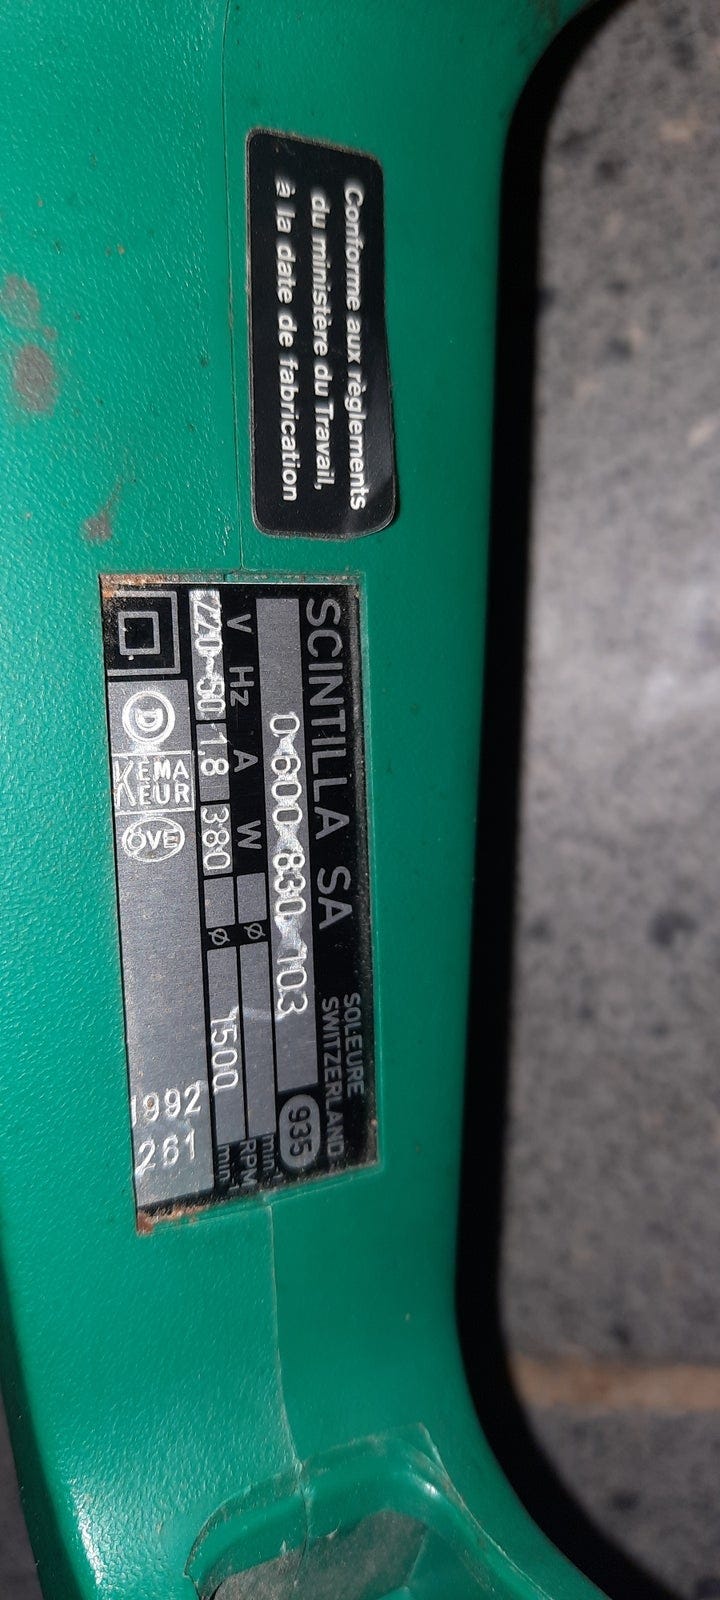 Conforme aux règlements
du ministère du Travail,
à la date de fabrication
SCINTILLA SA SOLEURE
SWITZERLAND
0 600 830 103 935
V Hz A W ø min⁻¹
RPM
220-50 1,8 380 ø 1500 min⁻¹
D KEMA KEUR ÖVE 1992
261